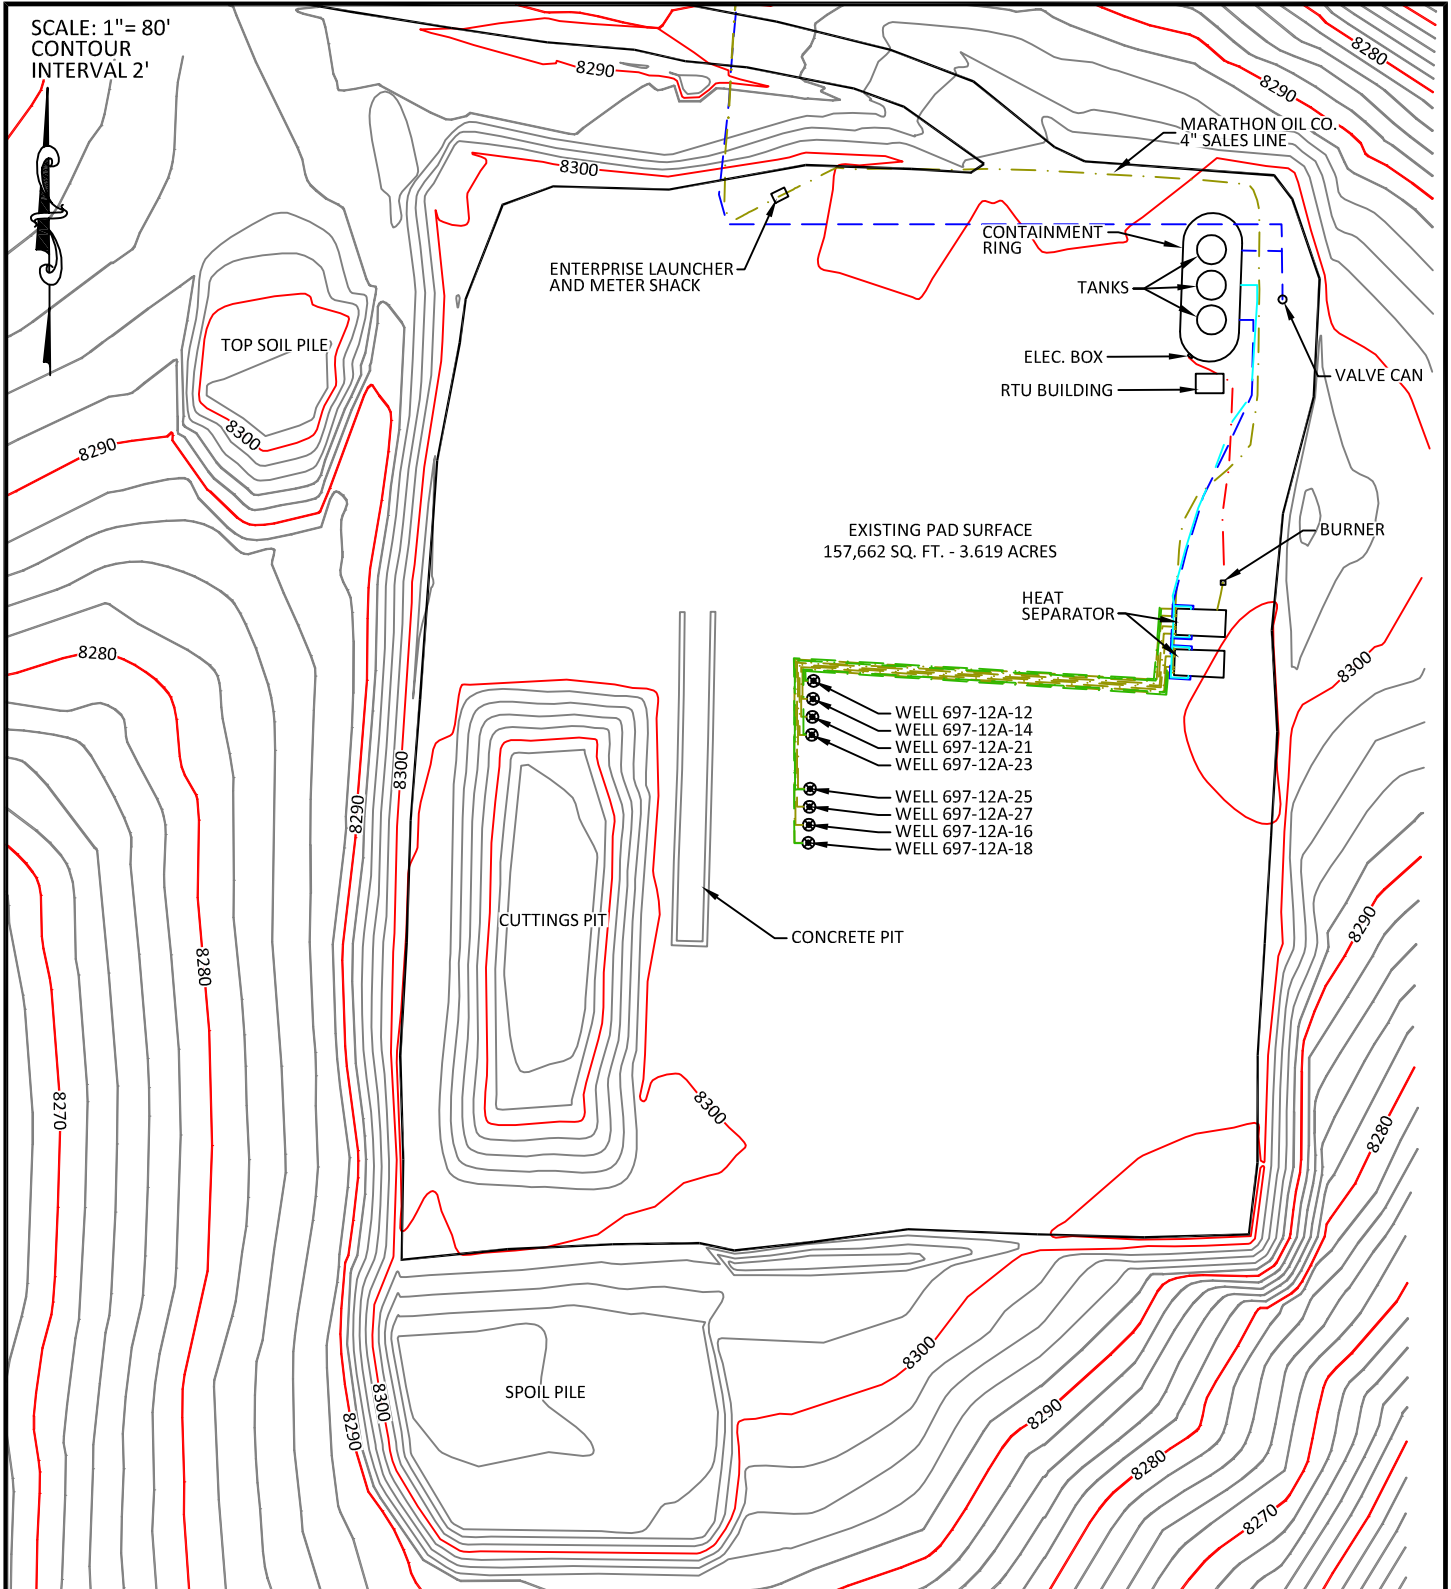 SCALE: 1"= 80'
CONTOUR
INTERVAL 2'
8280
8290
8290
MARATHON OIL CO.
4" SALES LINE
8300
CONTAINMENT
RING
ENTERPRISE LAUNCHER
AND METER SHACK
TANKS
TOP SOIL PILE
ELEC. BOX
VALVE CAN
RTU BUILDING
8300
8290
EXISTING PAD SURFACE
157,662 SQ. FT. - 3.619 ACRES
BURNER
HEAT
SEPARATOR
8280
8300
WELL 697-12A-12
WELL 697-12A-14
WELL 697-12A-21
WELL 697-12A-23
8300
8290
WELL 697-12A-25
WELL 697-12A-27
WELL 697-12A-16
WELL 697-12A-18
CUTTINGS PIT
8290
CONCRETE PIT
8280
8270
8300
8280
8300
SPOIL PILE
8300
8290
8290
8280
8270